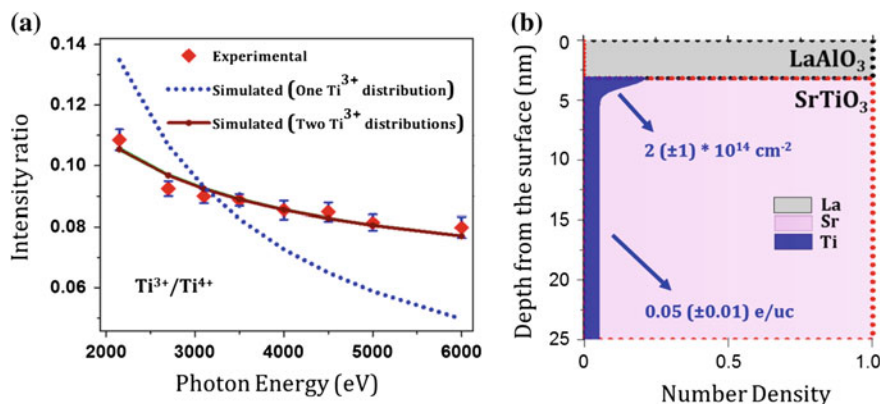 (a)
0.14
0.12
0.10
0.08
0.06
Intensity ratio
Experimental
Simulated (One Ti³⁺ distribution)
Simulated (Two Ti³⁺ distributions)
Ti³⁺/Ti⁴⁺
2000 3000 4000 5000 6000
Photon Energy (eV)
(b)
0
5
10
15
20
25
Depth from the surface (nm)
LaAlO₃
SrTiO₃
2 (±1) * 10¹⁴ cm⁻²
La
Sr
Ti
0.05 (±0.01) e/uc
0 0.5 1.0
Number Density